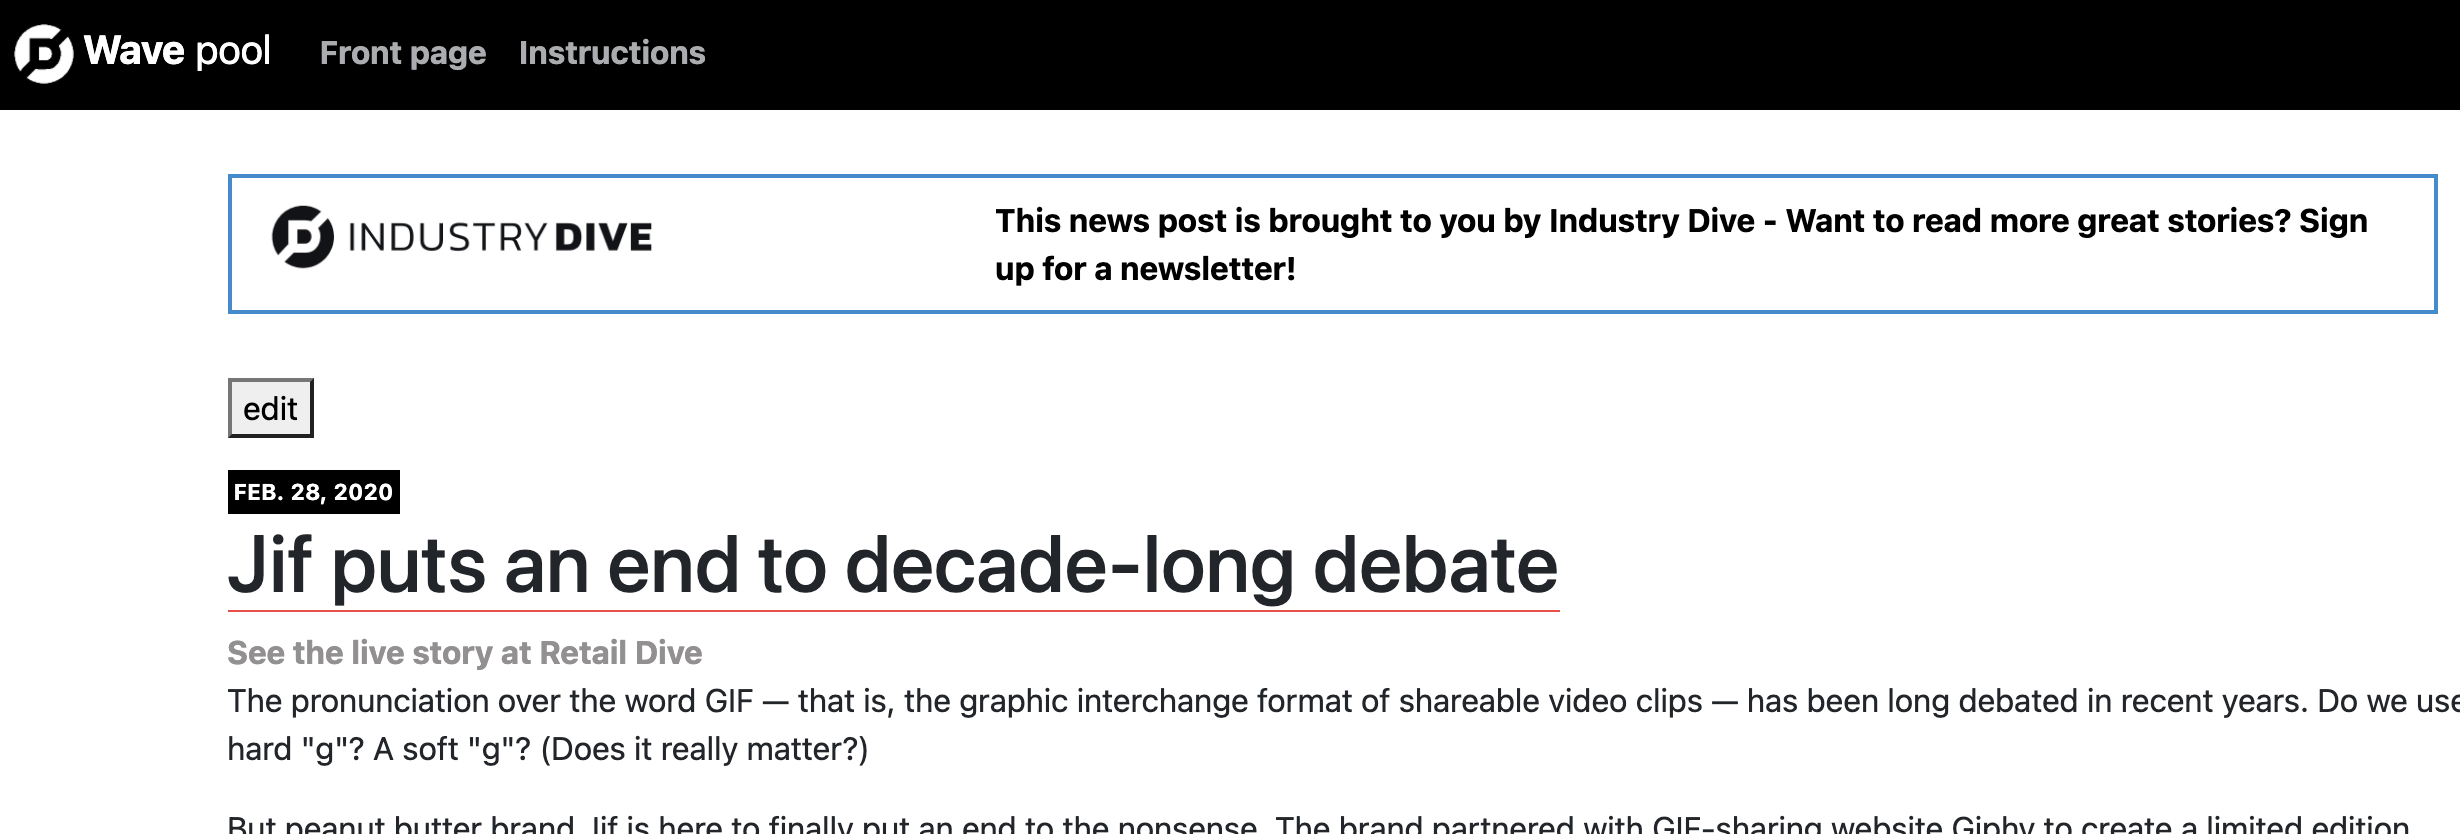 Wave pool Front page Instructions
INDUSTRY DIVE
This news post is brought to you by Industry Dive - Want to read more great stories? Sign
up for a newsletter!
edit
FEB. 28, 2020
Jif puts an end to decade-long debate
See the live story at Retail Dive
The pronunciation over the word GIF — that is, the graphic interchange format of shareable video clips — has been long debated in recent years. Do we use
hard "g"? A soft "g"? (Does it really matter?)
But peanut butter brand Jif is here to finally put an end to the nonsense. The brand partnered with GIF-sharing website Giphy to create a limited edition